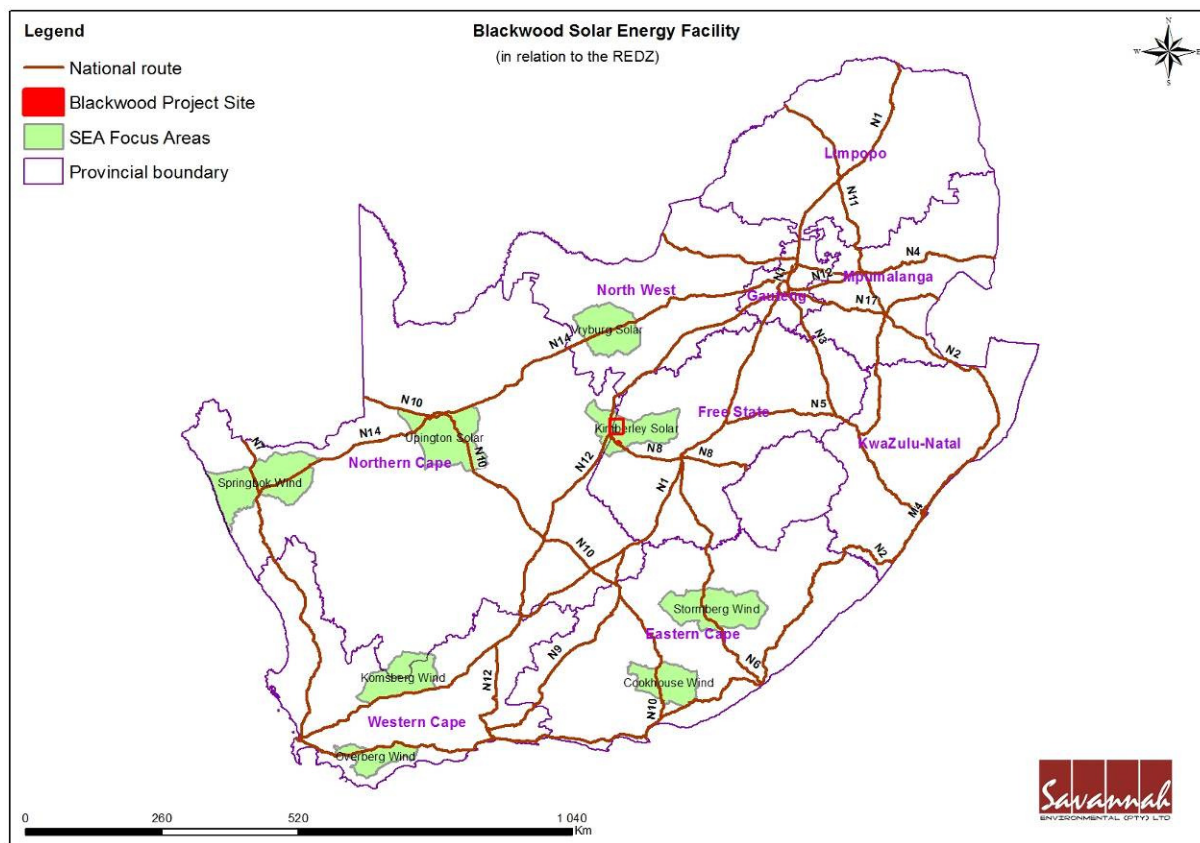 Legend
National route
Blackwood Project Site
SEA Focus Areas
Provincial boundary
Blackwood Solar Energy Facility
(in relation to the REDZ)
N
W
E
S
N1
Limpopo
N11
N4
Mpumalanga
N12
N1
Gauteng
N17
North West
Vryburg Solar
N14
N3
N2
N10
N5
Free State
Kimberley Solar
KwaZulu-Natal
N14
Upington Solar
N7
N8
N8
N12
Northern Cape
N10
Springbok Wind
N1
M4
N10
N2
Stormberg Wind
Eastern Cape
N9
N6
Komsberg Wind
N12
Cookhouse Wind
N10
Western Cape
Overberg Wind
0
260
520
1 040
Km
Savannah
ENVIRONMENTAL (PTY) LTD